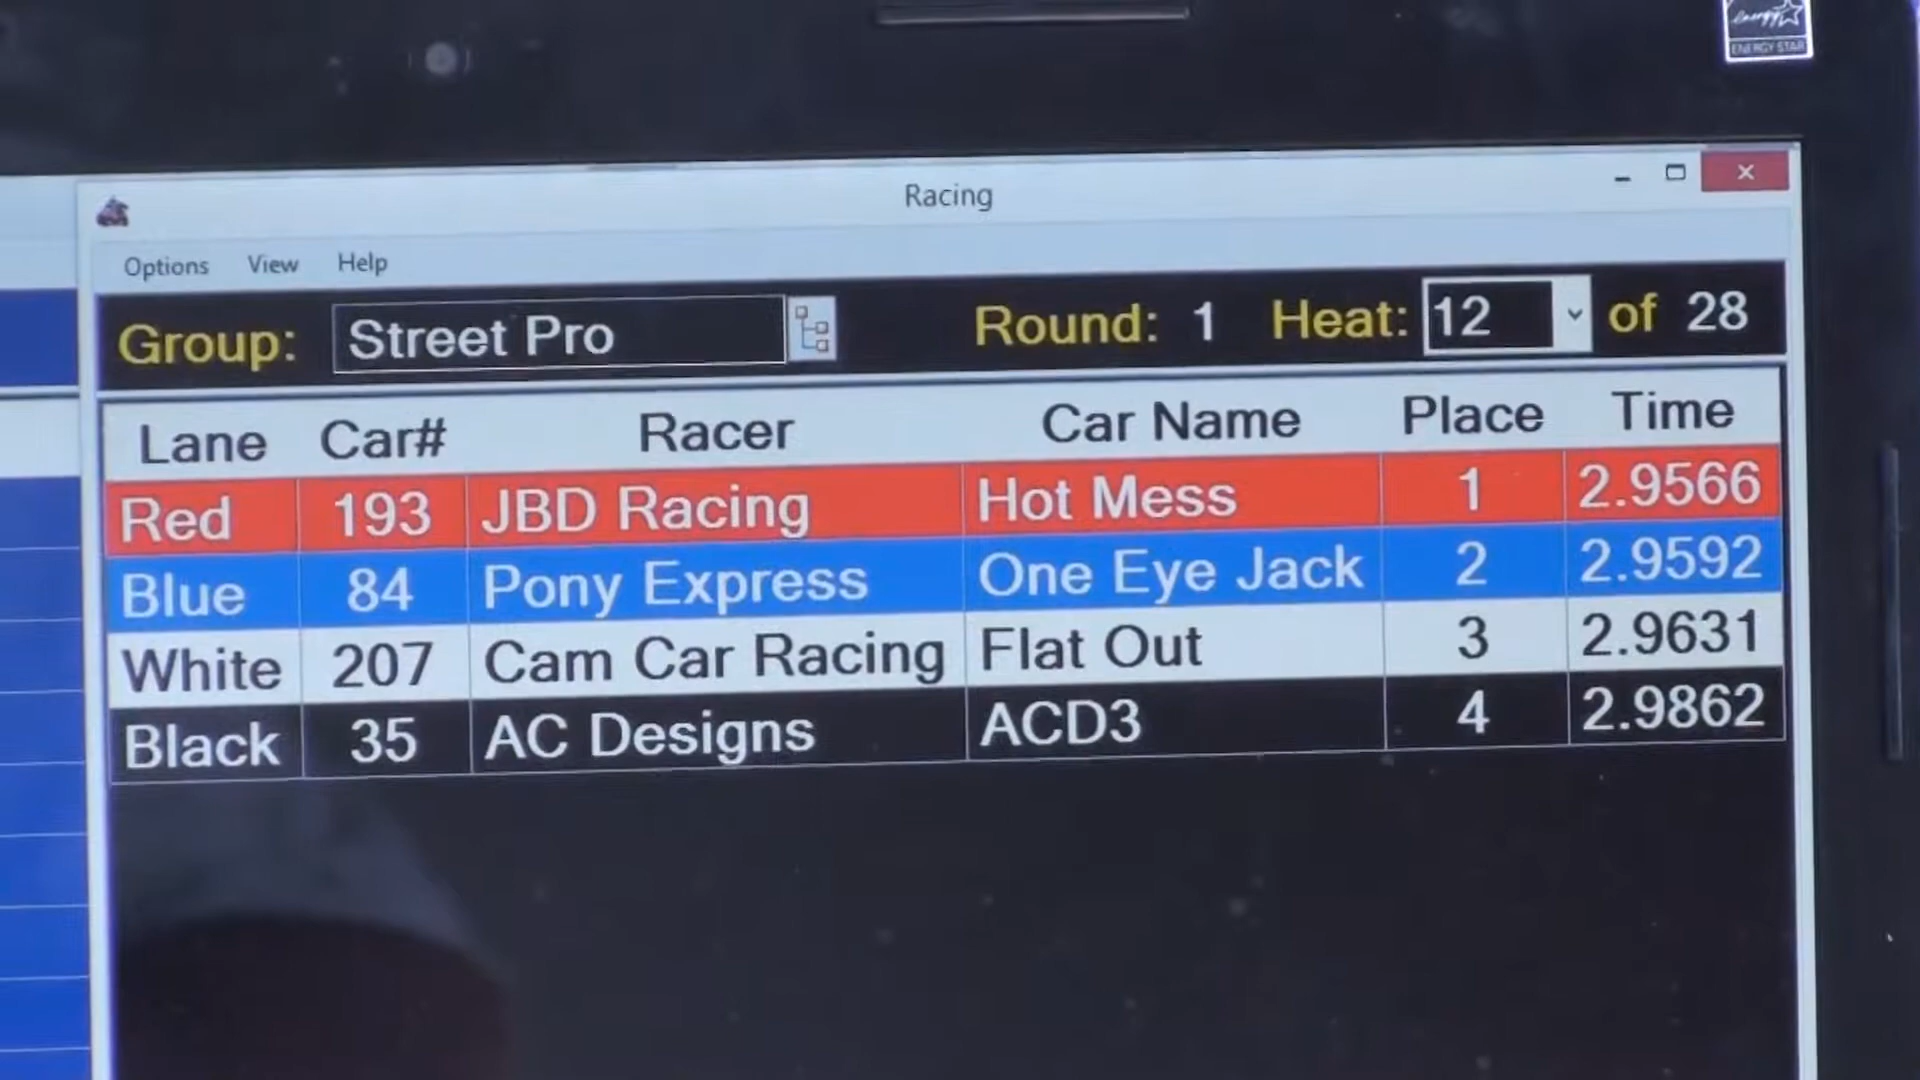 energy
ENERGY STAR
Racing
Options View Help
Group: Street Pro Round: 1 Heat: 12 of 28
Lane Car# Racer Car Name Place Time
Red 193 JBD Racing Hot Mess 1 2.9566
Blue 84 Pony Express One Eye Jack 2 2.9592
White 207 Cam Car Racing Flat Out 3 2.9631
Black 35 AC Designs ACD3 4 2.9862